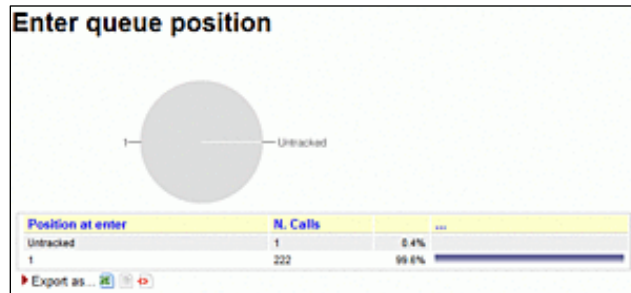 Enter queue position
1 Untracked
Position at enter N. Calls ...
Untracked 1 0.4%
1 222 99.6%
Export as...